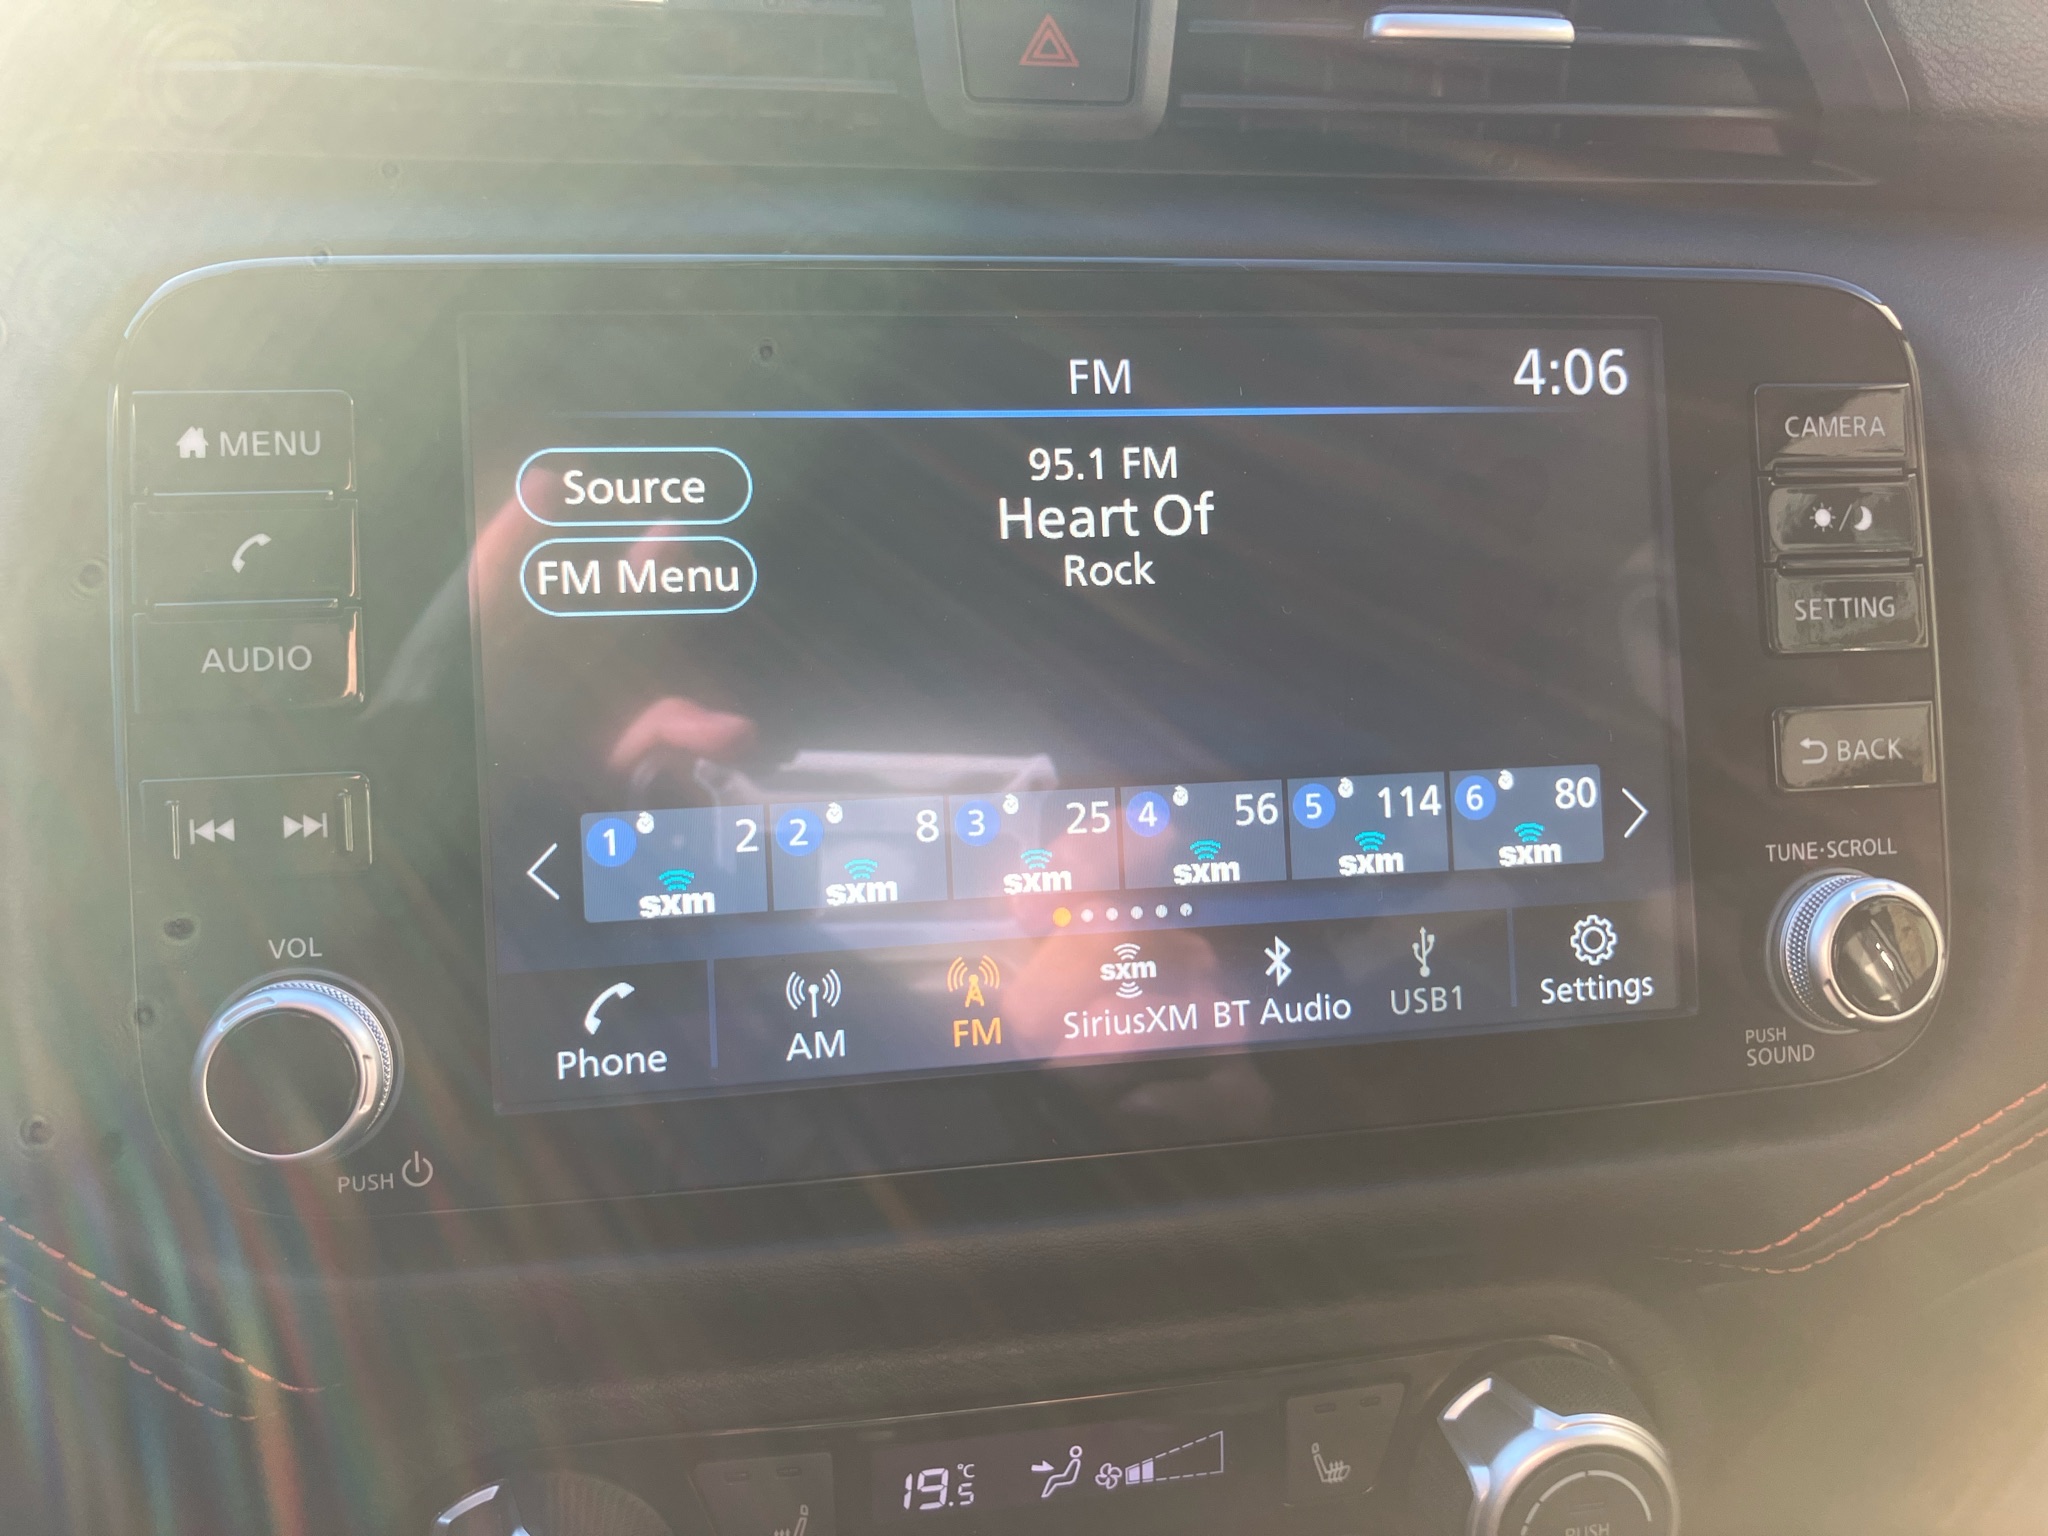 FM
4:06
MENU
Source
95.1 FM
CAMERA
Heart Of
FM Menu
Rock
SETTING
AUDIO
BACK
1 2 sxm
2 8 sxm
3 25 sxm
4 56 sxm
5 114 sxm
6 80 sxm
TUNE·SCROLL
VOL
Phone
AM
FM
sxm
SiriusXM
BT Audio
USB1
Settings
PUSH
SOUND
PUSH
19.5 °C
PUSH